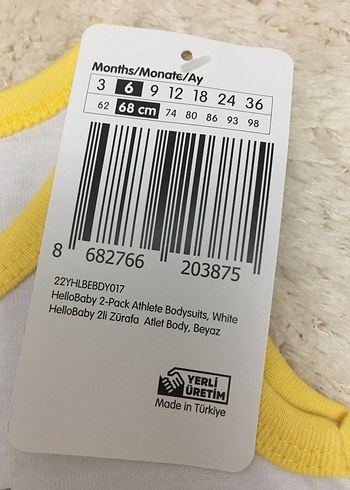 Months/Monate/Ay
3 6 9 12 18 24 36
62 68 cm 74 80 86 93 98
8 682766 203875
22YHLBEBDY017
HelloBaby 2-Pack Athlete Bodysuits, White
HelloBaby 2li Zürafa Atlet Body, Beyaz
YERLİ
ÜRETİM
Made in Türkiye